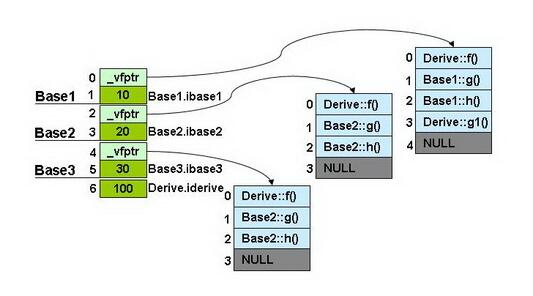 0 _vfptr
Base1 1 10 Base1.ibase1
2 _vfptr
Base2 3 20 Base2.ibase2
4 _vfptr
Base3 5 30 Base3.ibase3
6 100 Derive.iderive
0 Derive::f()
1 Base1::g()
2 Base1::h()
3 Derive::g1()
4 NULL
0 Derive::f()
1 Base2::g()
2 Base2::h()
3 NULL
0 Derive::f()
1 Base2::g()
2 Base2::h()
3 NULL